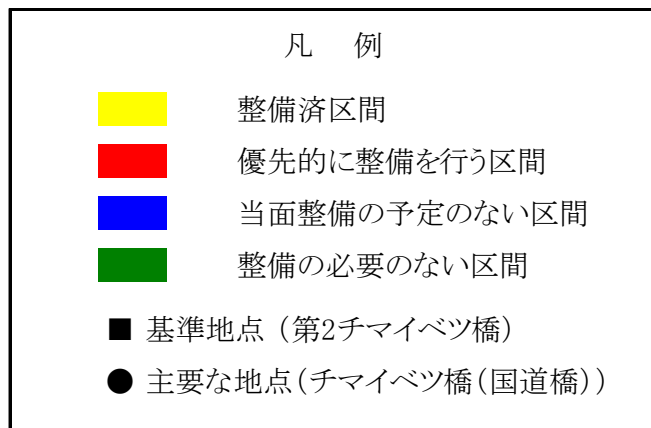 凡 例
整備済区間
優先的に整備を行う区間
当面整備の予定のない区間
整備の必要のない区間
■ 基準地点（第2チマイベツ橋）
● 主要な地点（チマイベツ橋（国道橋））